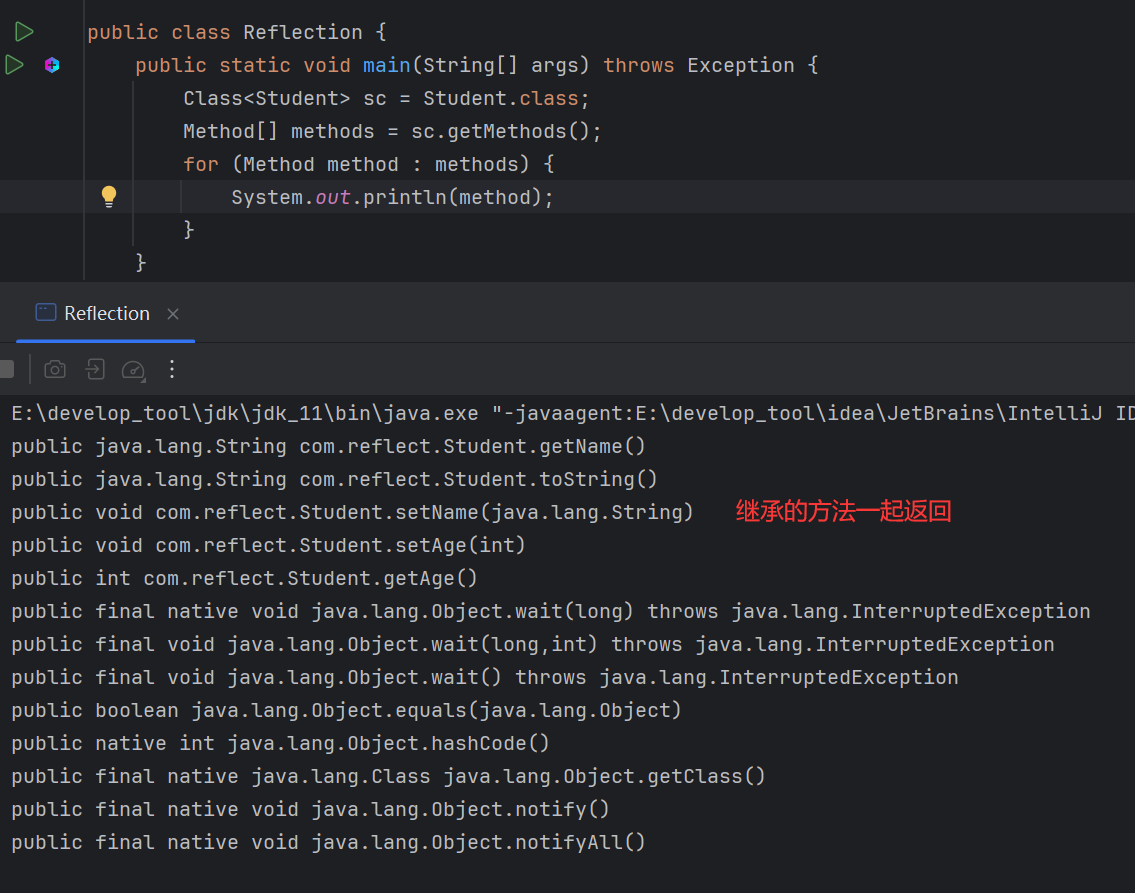 public class Reflection {
public static void main(String[] args) throws Exception {
Class<Student> sc = Student.class;
Method[] methods = sc.getMethods();
for (Method method : methods) {
System.out.println(method);
}
}
Reflection ×
E:\develop_tool\jdk\jdk_11\bin\java.exe "-javaagent:E:\develop_tool\idea\JetBrains\IntelliJ ID
public java.lang.String com.reflect.Student.getName()
public java.lang.String com.reflect.Student.toString()
public void com.reflect.Student.setName(java.lang.String) 继承的方法一起返回
public void com.reflect.Student.setAge(int)
public int com.reflect.Student.getAge()
public final native void java.lang.Object.wait(long) throws java.lang.InterruptedException
public final void java.lang.Object.wait(long,int) throws java.lang.InterruptedException
public final void java.lang.Object.wait() throws java.lang.InterruptedException
public boolean java.lang.Object.equals(java.lang.Object)
public native int java.lang.Object.hashCode()
public final native java.lang.Class java.lang.Object.getClass()
public final native void java.lang.Object.notify()
public final native void java.lang.Object.notifyAll()